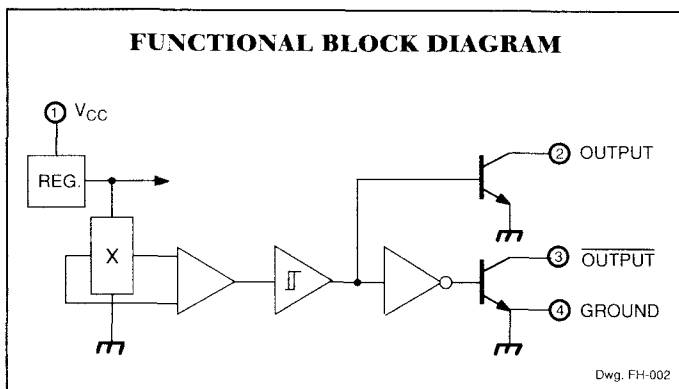 FUNCTIONAL BLOCK DIAGRAM
1 VCC
REG.
X
2 OUTPUT
3 OUTPUT
4 GROUND
Dwg. FH-002